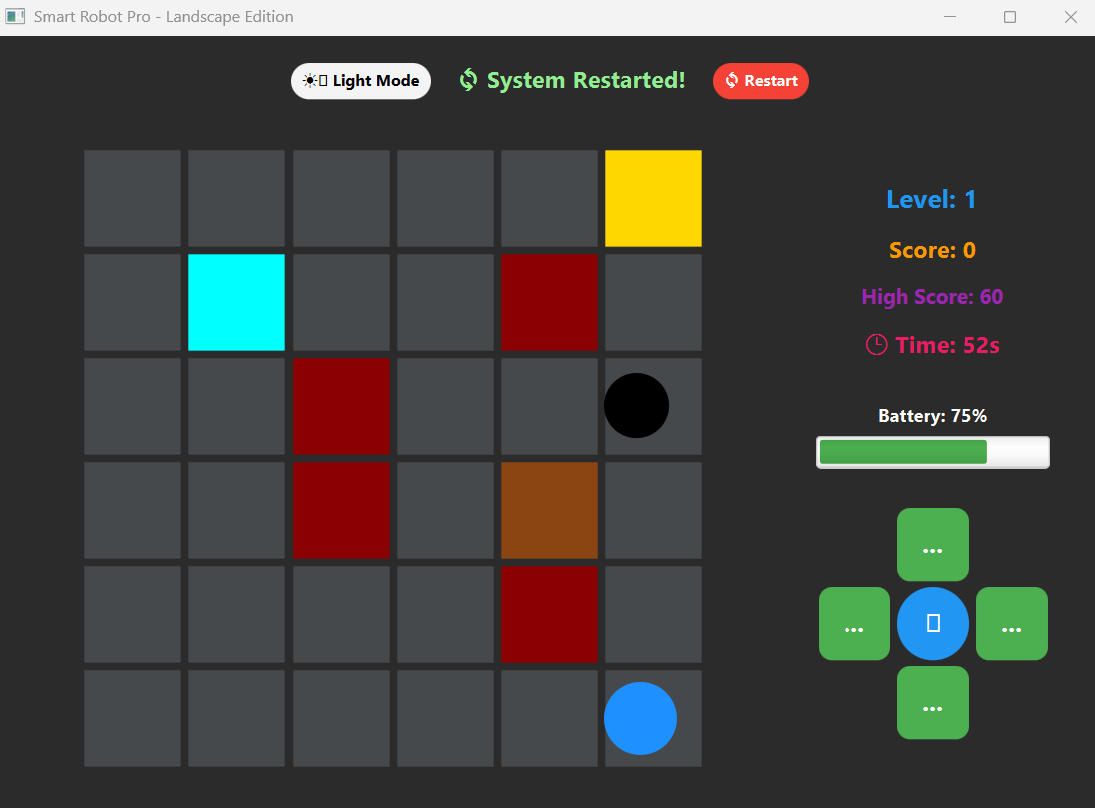 Smart Robot Pro - Landscape Edition
Light Mode
System Restarted!
Restart
Level: 1
Score: 0
High Score: 60
Time: 52s
Battery: 75%
...
...
...
...